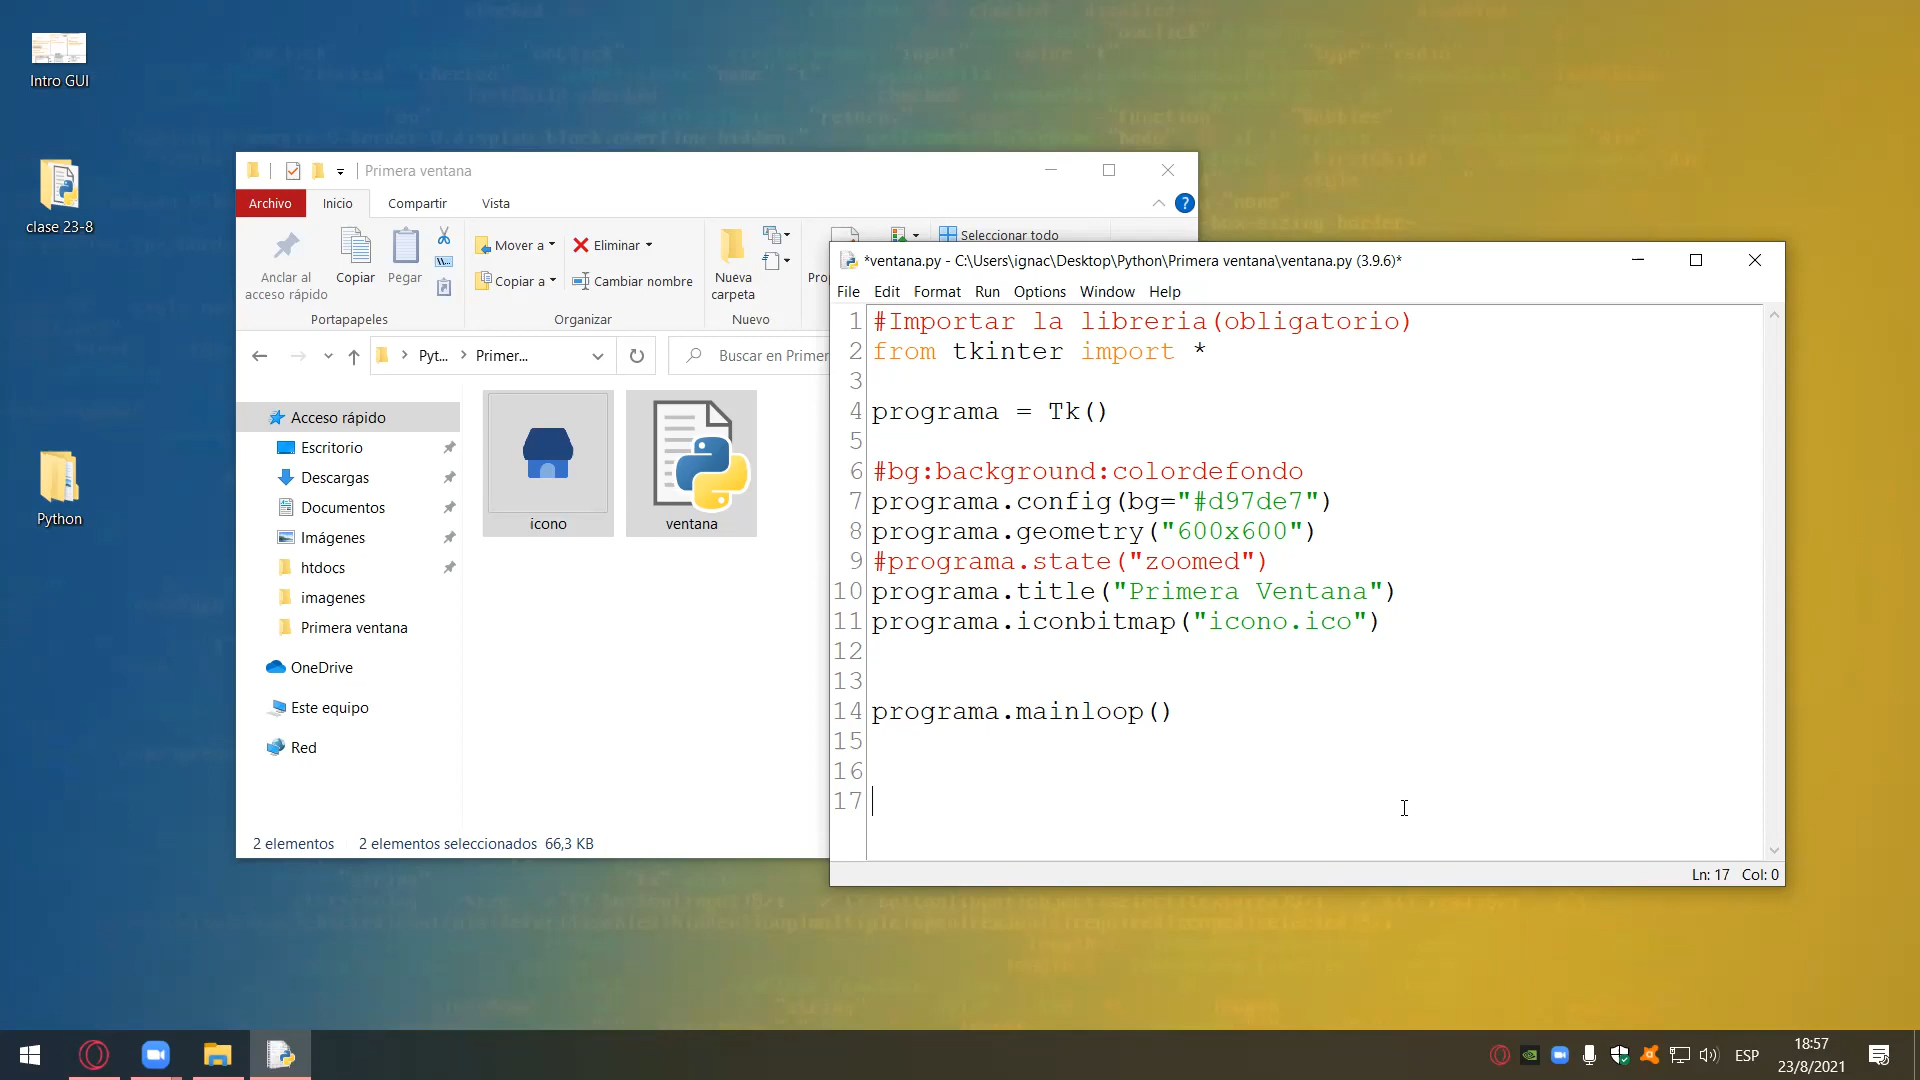 Intro GUI
clase 23-8
Python
Primera ventana
Archivo Inicio Compartir Vista
Anclar al acceso rápido
Copiar
Pegar
Mover a
Copiar a
Eliminar
Cambiar nombre
Nueva carpeta
Seleccionar todo
Portapapeles Organizar Nuevo
Pyt... Primer...
Buscar en Primer
Acceso rápido
Escritorio
Descargas
Documentos
Imágenes
htdocs
imagenes
Primera ventana
OneDrive
Este equipo
Red
icono
ventana
2 elementos 2 elementos seleccionados 66,3 KB
*ventana.py - C:\Users\ignac\Desktop\Python\Primera ventana\ventana.py (3.9.6)*
File Edit Format Run Options Window Help
1 #Importar la libreria(obligatorio)
2 from tkinter import *
3
4 programa = Tk()
5
6 #bg:background:colordefondo
7 programa.config(bg="#d97de7")
8 programa.geometry("600x600")
9 #programa.state("zoomed")
10 programa.title("Primera Ventana")
11 programa.iconbitmap("icono.ico")
12
13
14 programa.mainloop()
15
16
17
Ln: 17 Col: 0
ESP
18:57
23/8/2021